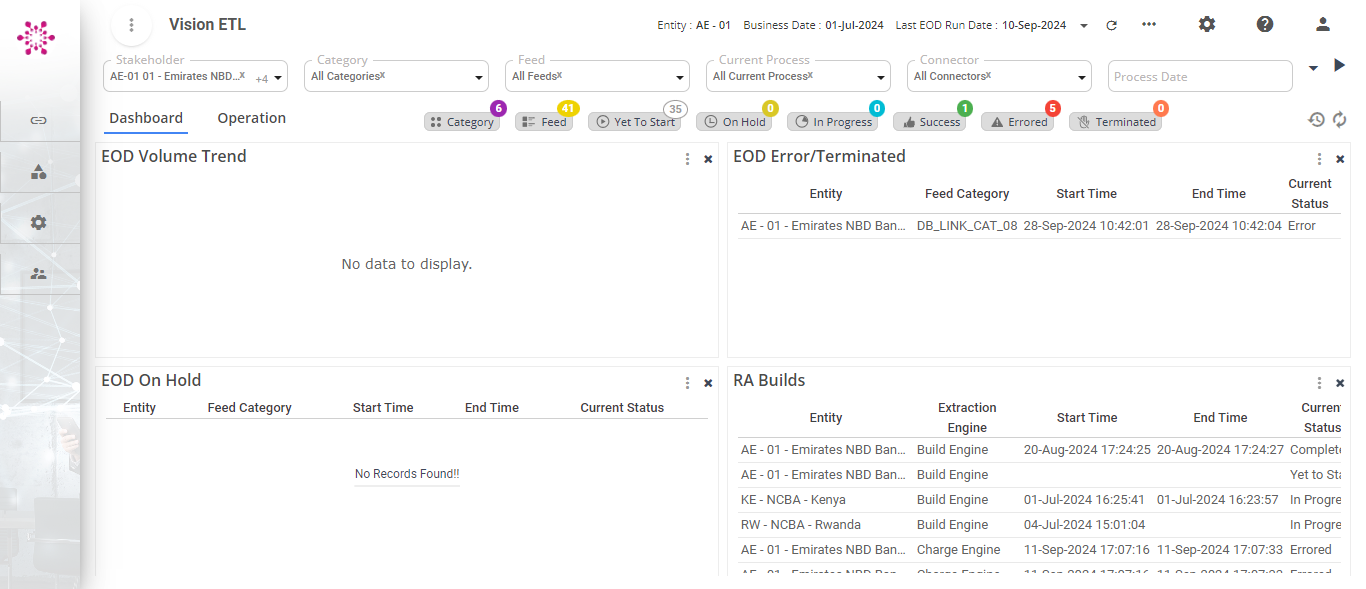 Vision ETL
Entity : AE - 01 Business Date : 01-Jul-2024 Last EOD Run Date : 10-Sep-2024
Stakeholder Category Feed Current Process Connector
AE-01 01 - Emirates NBD...x +4 All Categoriesx All Feedsx All Current Processx All Connectorsx Process Date
6 41 35 0 0 1 5 0
Dashboard Operation Category Feed Yet To Start On Hold In Progress Success Errored Terminated
EOD Volume Trend
No data to display.
EOD Error/Terminated
Entity Feed Category Start Time End Time Current Status
AE - 01 - Emirates NBD Ban... DB_LINK_CAT_08 28-Sep-2024 10:42:01 28-Sep-2024 10:42:04 Error
EOD On Hold
Entity Feed Category Start Time End Time Current Status
No Records Found!!
RA Builds
Entity Extraction Engine Start Time End Time Current Status
AE - 01 - Emirates NBD Ban... Build Engine 20-Aug-2024 17:24:25 20-Aug-2024 17:24:27 Complete
AE - 01 - Emirates NBD Ban... Build Engine Yet to Sta
KE - NCBA - Kenya Build Engine 01-Jul-2024 16:25:41 01-Jul-2024 16:23:57 In Progre
RW - NCBA - Rwanda Build Engine 04-Jul-2024 15:01:04 In Progre
AE - 01 - Emirates NBD Ban... Charge Engine 11-Sep-2024 17:07:16 11-Sep-2024 17:07:33 Errored